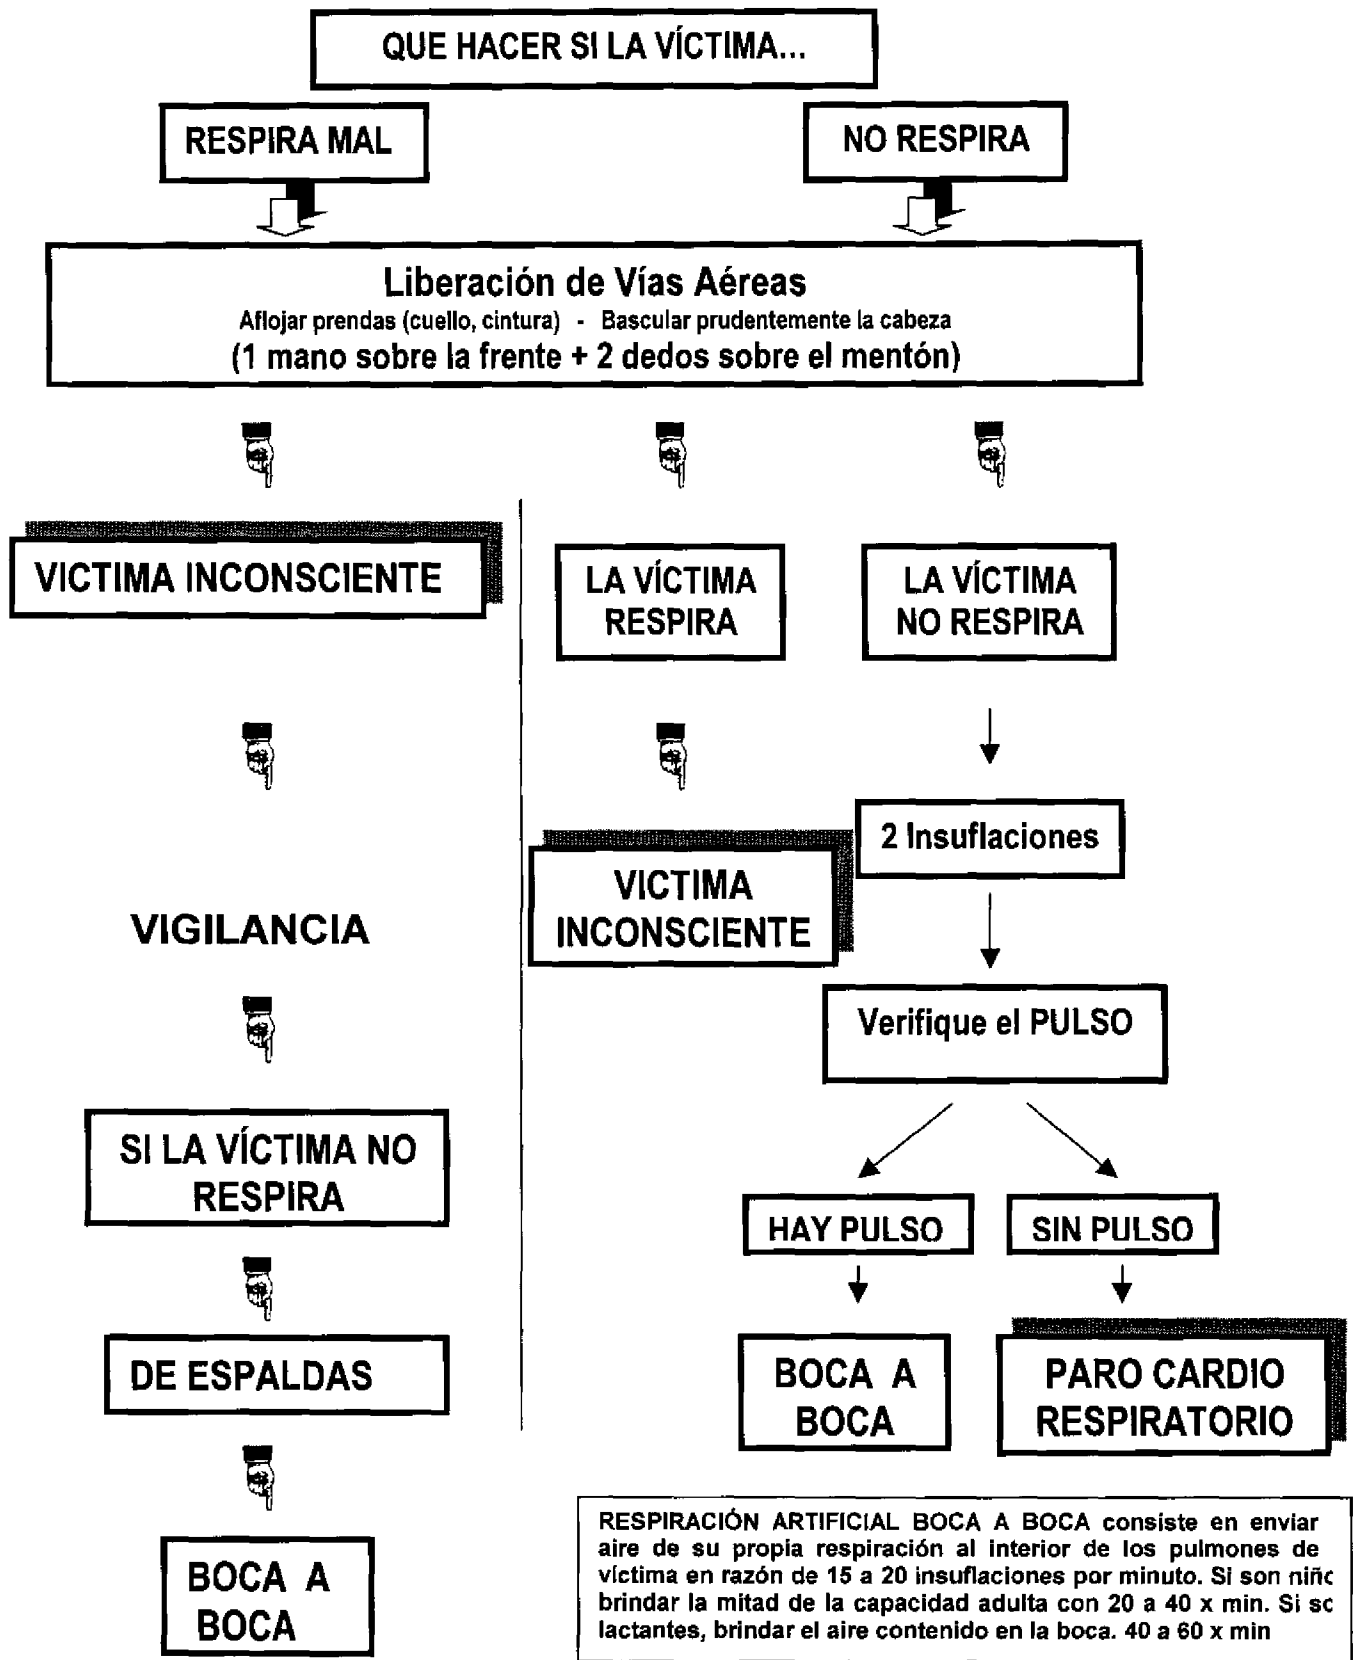 QUE HACER SI LA VÍCTIMA...
RESPIRA MAL
NO RESPIRA
Liberación de Vías Aéreas
Aflojar prendas (cuello, cintura) - Bascular prudentemente la cabeza
(1 mano sobre la frente + 2 dedos sobre el mentón)
VICTIMA INCONSCIENTE
LA VÍCTIMA
RESPIRA
LA VÍCTIMA
NO RESPIRA
2 Insuflaciones
VICTIMA
INCONSCIENTE
VIGILANCIA
Verifique el PULSO
SI LA VÍCTIMA NO
RESPIRA
HAY PULSO
SIN PULSO
DE ESPALDAS
BOCA A
BOCA
PARO CARDIO
RESPIRATORIO
BOCA A
BOCA
RESPIRACIÓN ARTIFICIAL BOCA A BOCA consiste en enviar
aire de su propia respiración al interior de los pulmones de
víctima en razón de 15 a 20 insuflaciones por minuto. Si son
brindar la mitad de la capacidad adulta con 20 a 40 x min. Si
lactantes, brindar el aire contenido en la boca. 40 a 60 x min